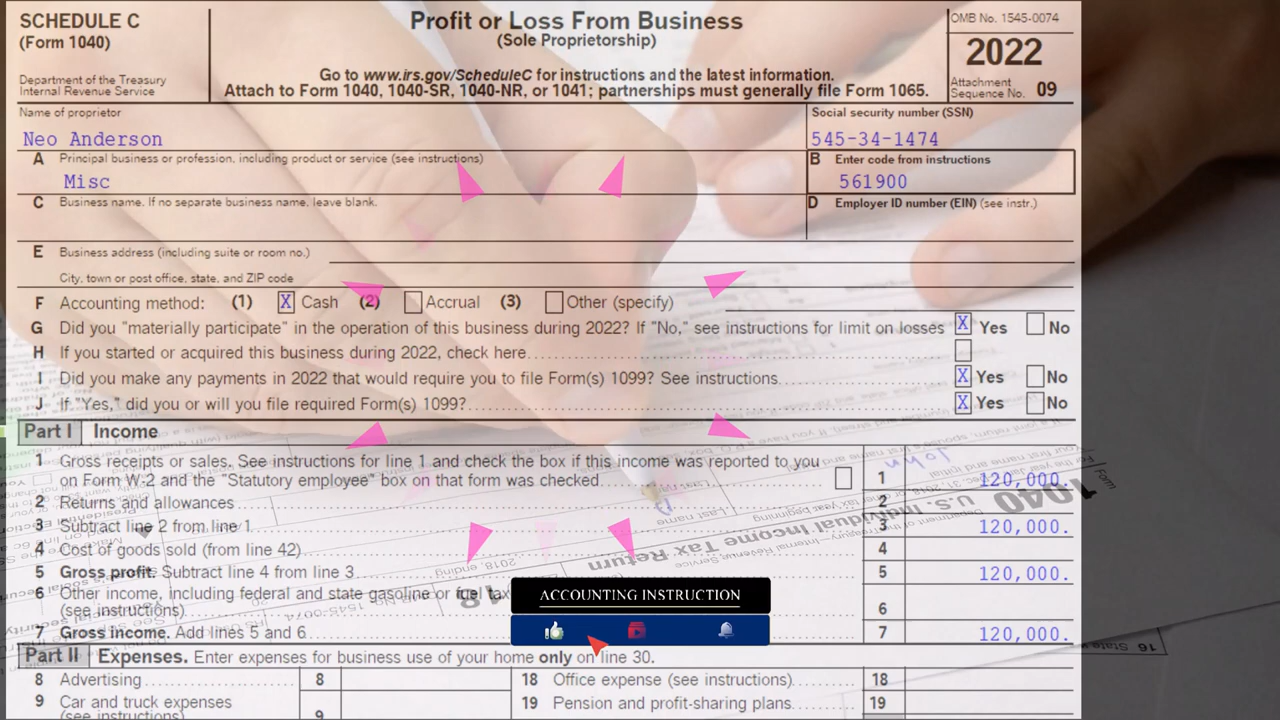 SCHEDULE C
(Form 1040)
Department of the Treasury
Internal Revenue Service
Profit or Loss From Business
(Sole Proprietorship)
Go to www.irs.gov/ScheduleC for instructions and the latest information.
Attach to Form 1040, 1040-SR, 1040-NR, or 1041; partnerships must generally file Form 1065.
OMB No. 1545-0074
2022
Attachment
Sequence No. 09
Name of proprietor
Neo Anderson
Social security number (SSN)
545-34-1474
A Principal business or profession, including product or service (see instructions)
Misc
B Enter code from instructions
561900
C Business name. If no separate business name, leave blank.
D Employer ID number (EIN) (see instr.)
E Business address (including suite or room no.)
City, town or post office, state, and ZIP code
F Accounting method: (1) X Cash (2) Accrual (3) Other (specify)
G Did you "materially participate" in the operation of this business during 2022? If "No," see instructions for limit on losses X Yes No
H If you started or acquired this business during 2022, check here
I Did you make any payments in 2022 that would require you to file Form(s) 1099? See instructions X Yes No
J If "Yes," did you or will you file required Form(s) 1099? X Yes No
Part I Income
1 Gross receipts or sales. See instructions for line 1 and check the box if this income was reported to you
on Form W-2 and the "Statutory employee" box on that form was checked 1 120,000.
2 Returns and allowances 2
3 Subtract line 2 from line 1 3 120,000.
4 Cost of goods sold (from line 42) 4
5 Gross profit. Subtract line 4 from line 3 5 120,000.
6 Other income, including federal and state gasoline or fuel tax
(see instructions) 6
7 Gross income. Add lines 5 and 6 7 120,000.
ACCOUNTING INSTRUCTION
Part II Expenses. Enter expenses for business use of your home only on line 30.
8 Advertising 8
18 Office expense (see instructions) 18
9 Car and truck expenses
(see instructions) 9
19 Pension and profit-sharing plans 19
John
Form 1040
U.S. Individual Income Tax Return